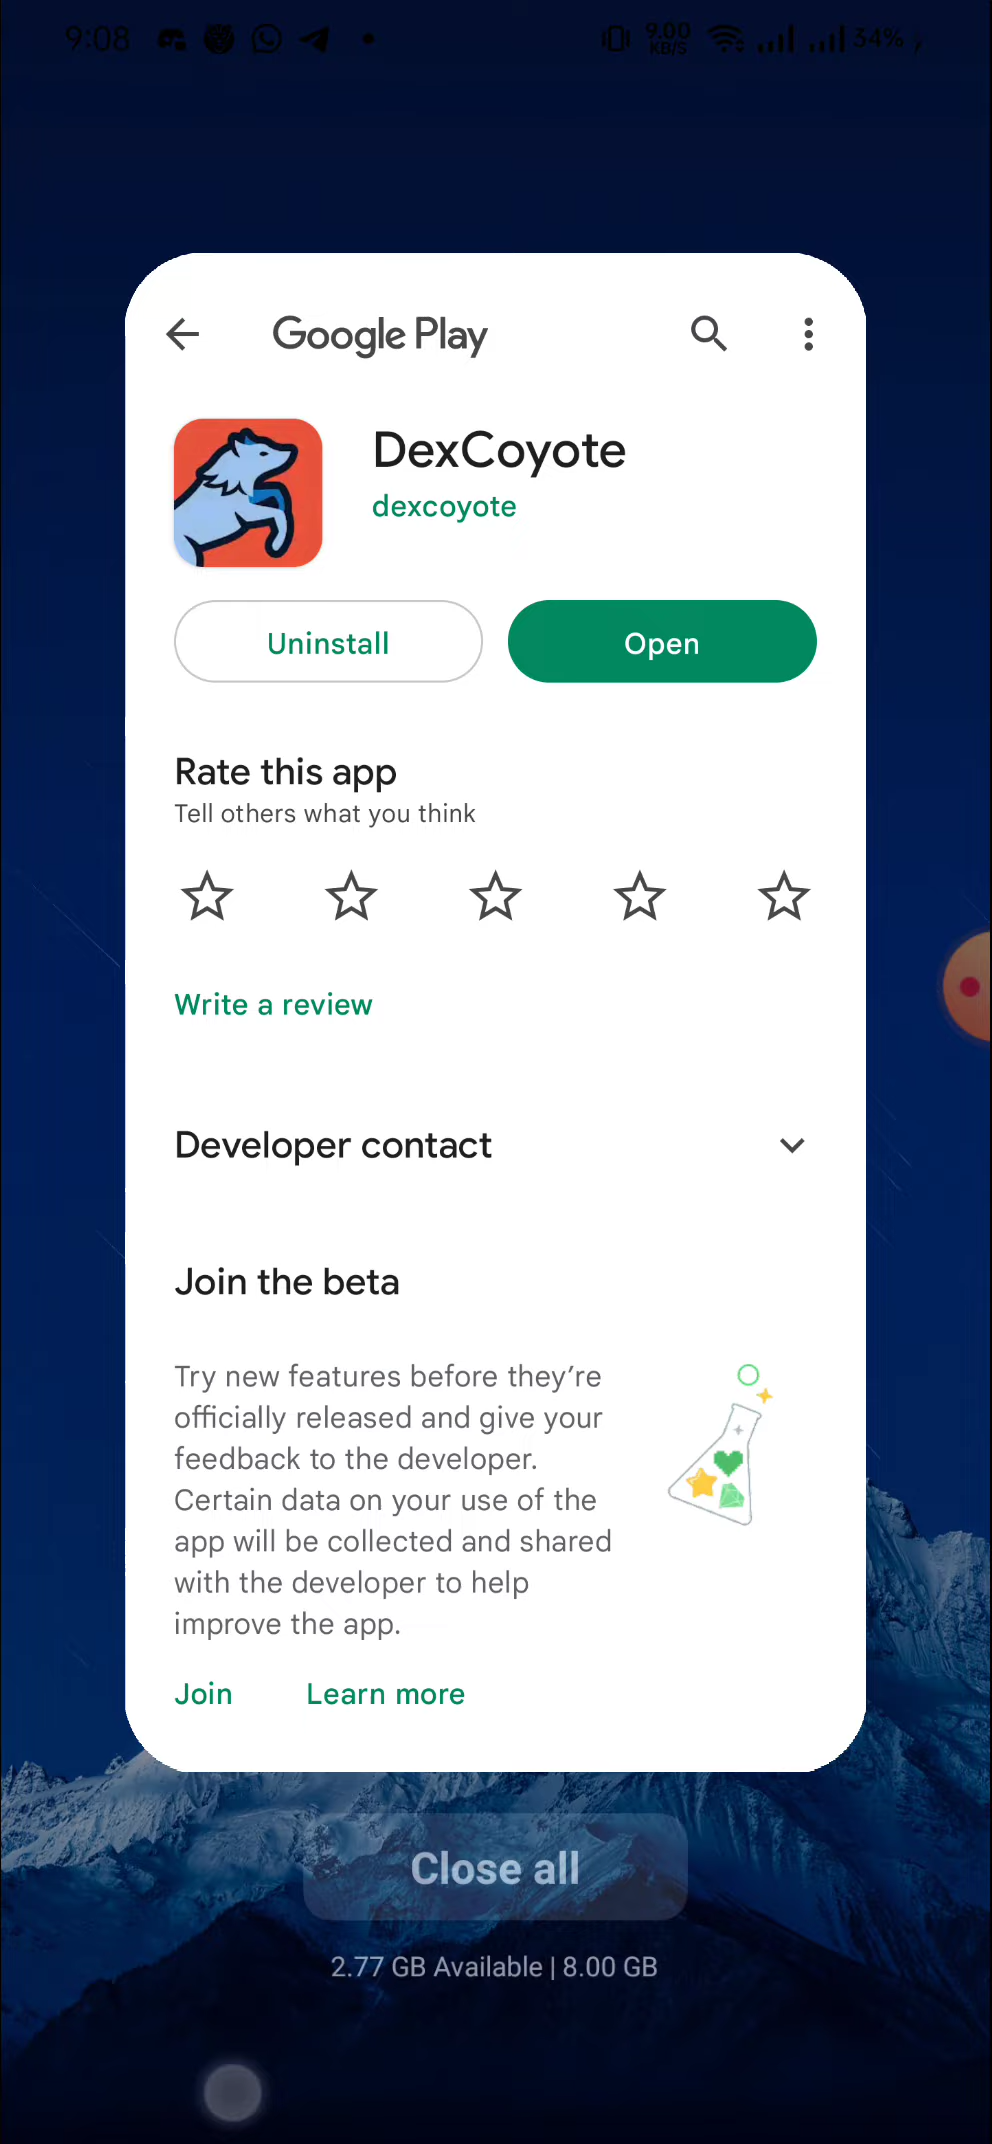 9:08
9.00
KB/S
34%
Google Play
DexCoyote
dexcoyote
Uninstall
Open
Rate this app
Tell others what you think
Write a review
Developer contact
Join the beta
Try new features before they’re
officially released and give your
feedback to the developer.
Certain data on your use of the
app will be collected and shared
with the developer to help
improve the app.
Join
Learn more
Close all
2.77 GB Available | 8.00 GB